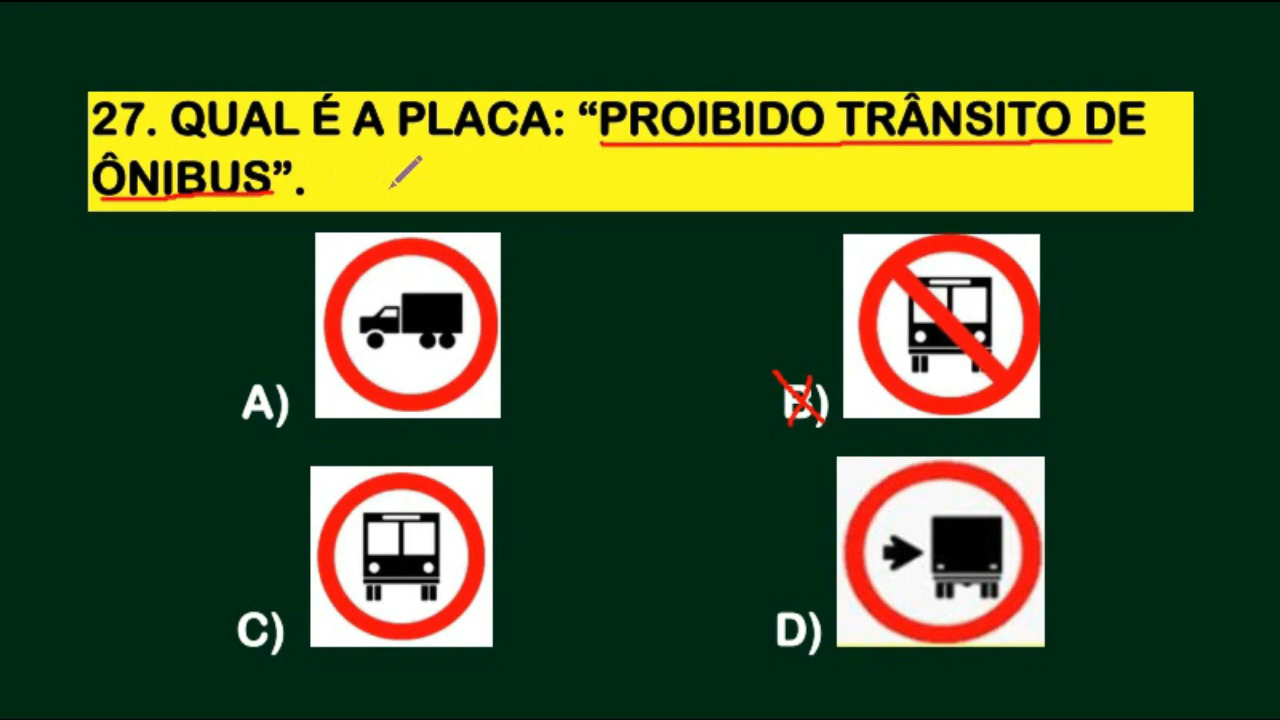 27. QUAL É A PLACA: “PROIBIDO TRÂNSITO DE
ÔNIBUS”.
A)
B)
C)
D)